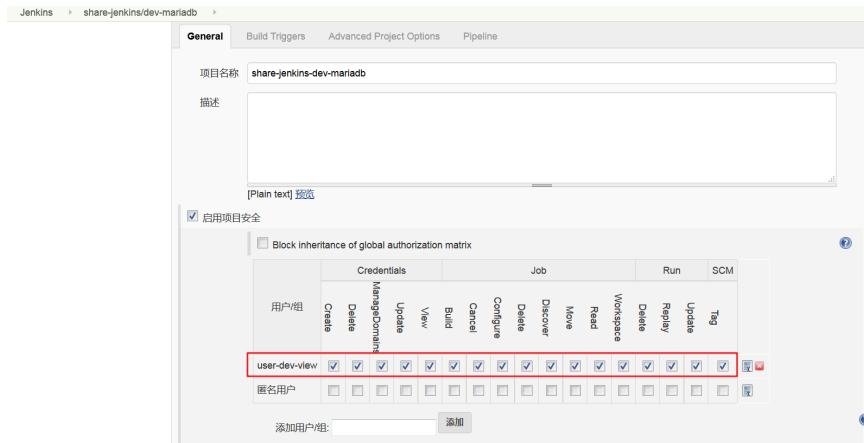 Jenkins share-jenkins/dev-mariadb
General Build Triggers Advanced Project Options Pipeline
项目名称 share-jenkins-dev-mariadb
描述
[Plain text] 预览
启用项目安全
Block inheritance of global authorization matrix
用户/组 Credentials Job Run SCM
Create Delete ManageDomains Update View Build Cancel Configure Delete Discover Move Read Workspace Delete Replay Update Tag
user-dev-view
匿名用户
添加用户/组: 添加